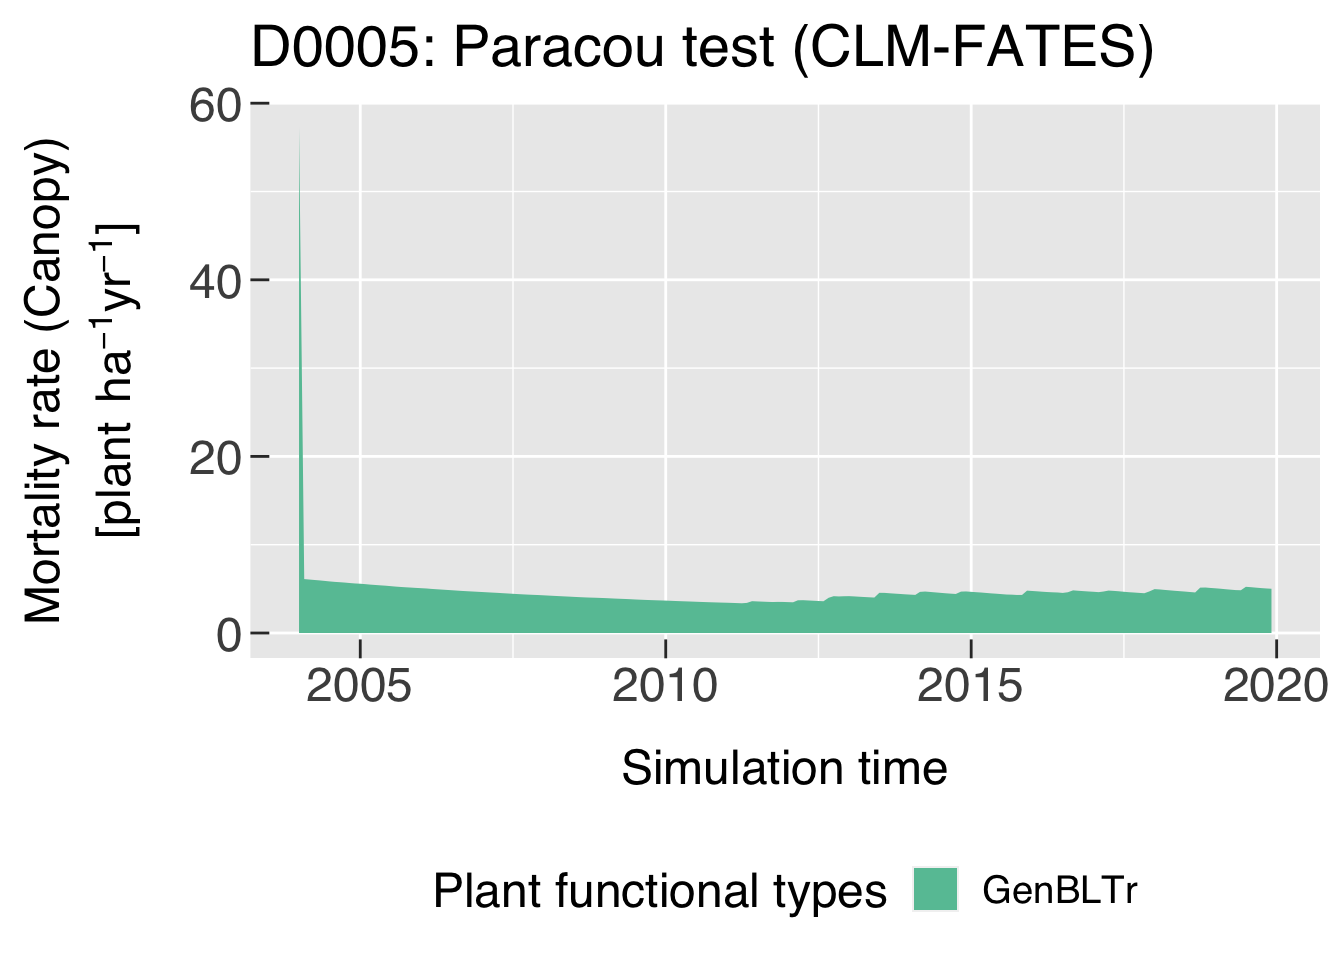 D0005: Paracou test (CLM-FATES)
Mortality rate (Canopy)
[plant ha⁻¹yr⁻¹]
60
40
20
0
2005 2010 2015 2020
Simulation time
Plant functional types GenBLTr